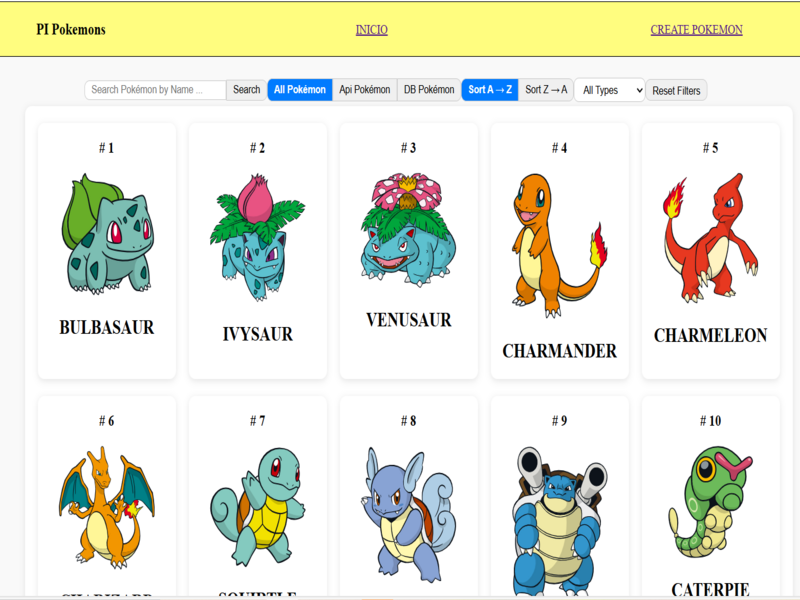 PI Pokemons INICIO CREATE POKEMON
Search Pokémon by Name ... Search All Pokémon Api Pokémon DB Pokémon Sort A → Z Sort Z → A All Types Reset Filters
# 1 # 2 # 3 # 4 # 5
BULBASAUR IVYSAUR VENUSAUR CHARMANDER CHARMELEON
# 6 # 7 # 8 # 9 # 10
CHARIZARD SQUIRTLE CATERPIE